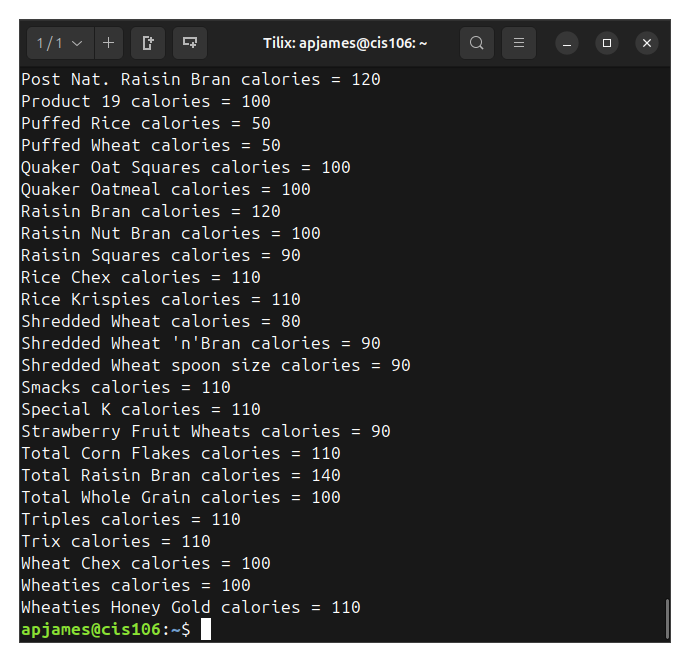 1 / 1
Tilix: apjames@cis106: ~
Post Nat. Raisin Bran calories = 120
Product 19 calories = 100
Puffed Rice calories = 50
Puffed Wheat calories = 50
Quaker Oat Squares calories = 100
Quaker Oatmeal calories = 100
Raisin Bran calories = 120
Raisin Nut Bran calories = 100
Raisin Squares calories = 90
Rice Chex calories = 110
Rice Krispies calories = 110
Shredded Wheat calories = 80
Shredded Wheat 'n'Bran calories = 90
Shredded Wheat spoon size calories = 90
Smacks calories = 110
Special K calories = 110
Strawberry Fruit Wheats calories = 90
Total Corn Flakes calories = 110
Total Raisin Bran calories = 140
Total Whole Grain calories = 100
Triples calories = 110
Trix calories = 110
Wheat Chex calories = 100
Wheaties calories = 100
Wheaties Honey Gold calories = 110
apjames@cis106:~$